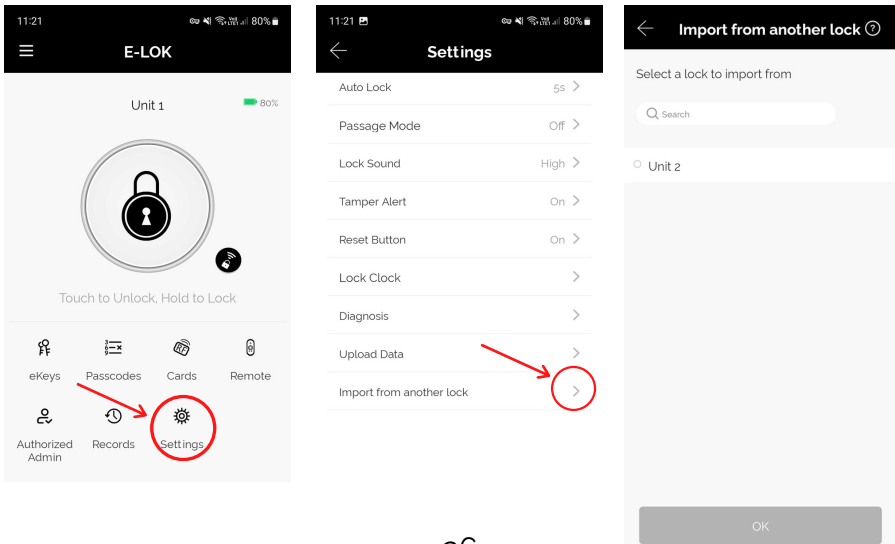 11:21
80%
E-LOK
Unit 1
80%
Touch to Unlock, Hold to Lock
eKeys
Passcodes
Cards
Remote
Authorized
Admin
Records
Settings
11:21
80%
Settings
Auto Lock
5s
Passage Mode
Off
Lock Sound
High
Tamper Alert
On
Reset Button
On
Lock Clock
Diagnosis
Upload Data
Import from another lock
Import from another lock
Select a lock to import from
Search
Unit 2
OK